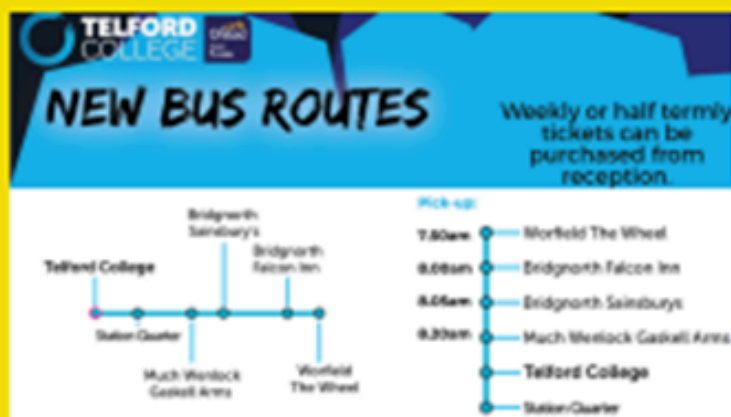 TELFORD
COLLEGE
NEW BUS ROUTES
Weekly or half termly
tickets can be
purchased from
reception.
Bridgnorth
Sainsbury's
Bridgnorth
Falcon Inn
Telford College
Station Quarter
Much Wenlock
Gaskell Arms
Worfield
The Wheel
Pick-up:
7.50am
Worfield The Wheel
Bridgnorth Falcon Inn
Bridgnorth Sainsburys
Much Wenlock Gaskell Arms
Telford College
Station Quarter